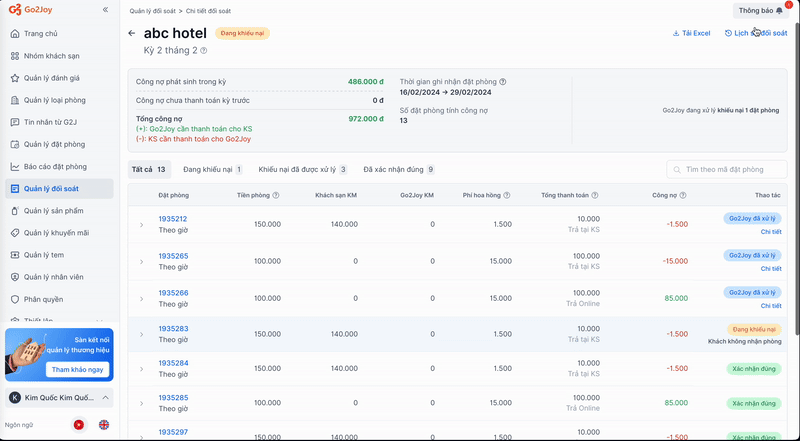 Go2Joy
Trang chủ
Nhóm khách sạn
Quản lý đánh giá
Quản lý loại phòng
Tin nhắn từ G2J
Quản lý đặt phòng
Báo cáo đặt phòng
Quản lý đối soát
Quản lý sản phẩm
Quản lý khuyến mãi
Quản lý tem
Quản lý nhân viên
Phân quyền
Thiết lập
Sàn kết nối
quản lý thương hiệu
Tham khảo ngay
K Kim Quốc Kim Quố...
Ngôn ngữ
Quản lý đối soát > Chi tiết đối soát
Thông báo
abc hotel Đang khiếu nại
Kỳ 2 tháng 2
Tải Excel
Lịch sử đối soát
Công nợ phát sinh trong kỳ 486.000 đ
Công nợ chưa thanh toán kỳ trước 0 đ
Tổng công nợ 972.000 đ
(+): Go2Joy cần thanh toán cho KS
(-): KS cần thanh toán cho Go2Joy
Thời gian ghi nhận đặt phòng
16/02/2024 → 29/02/2024
Số đặt phòng tính công nợ
13
Go2Joy đang xử lý khiếu nại 1 đặt phòng
Tất cả 13 Đang khiếu nại 1 Khiếu nại đã được xử lý 3 Đã xác nhận đúng 9
Tìm theo mã đặt phòng
Đặt phòng Tiền phòng Khách sạn KM Go2Joy KM Phí hoa hồng Tổng thanh toán Công nợ Thao tác
1935212 150.000 140.000 0 1.500 10.000 -1.500 Go2Joy đã xử lý
Theo giờ Trả tại KS Chi tiết
1935265 100.000 0 0 15.000 100.000 -15.000 Go2Joy đã xử lý
Theo giờ Trả tại KS Chi tiết
1935266 100.000 0 0 15.000 100.000 85.000 Go2Joy đã xử lý
Theo giờ Trả Online Chi tiết
1935283 150.000 140.000 0 1.500 10.000 -1.500 Đang khiếu nại
Theo giờ Trả tại KS Khách không nhận phòng
1935284 150.000 140.000 0 1.500 10.000 -1.500 Xác nhận đúng
Theo giờ Trả tại KS
1935285 100.000 0 0 15.000 100.000 85.000 Xác nhận đúng
Theo giờ Trả Online
1935297 150.000 140.000 0 1.500 10.000 -1.500 Xác nhận đúng